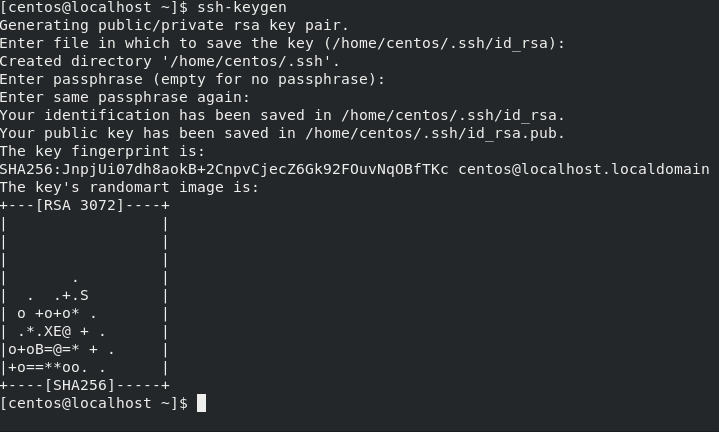 [centos@localhost ~]$ ssh-keygen
Generating public/private rsa key pair.
Enter file in which to save the key (/home/centos/.ssh/id_rsa):
Created directory '/home/centos/.ssh'.
Enter passphrase (empty for no passphrase):
Enter same passphrase again:
Your identification has been saved in /home/centos/.ssh/id_rsa.
Your public key has been saved in /home/centos/.ssh/id_rsa.pub.
The key fingerprint is:
SHA256:JnpjUi07dh8aokB+2CnpvCjecZ6Gk92FOuvNqOBfTKc centos@localhost.localdomain
The key's randomart image is:
+---[RSA 3072]----+
|                 |
|                 |
|                 |
|       .         |
|  .  .+.S        |
| o +o+o* .       |
| .*.XE@ + .      |
|o+oB=@=* + .     |
|+o==**oo. .      |
+----[SHA256]-----+
[centos@localhost ~]$